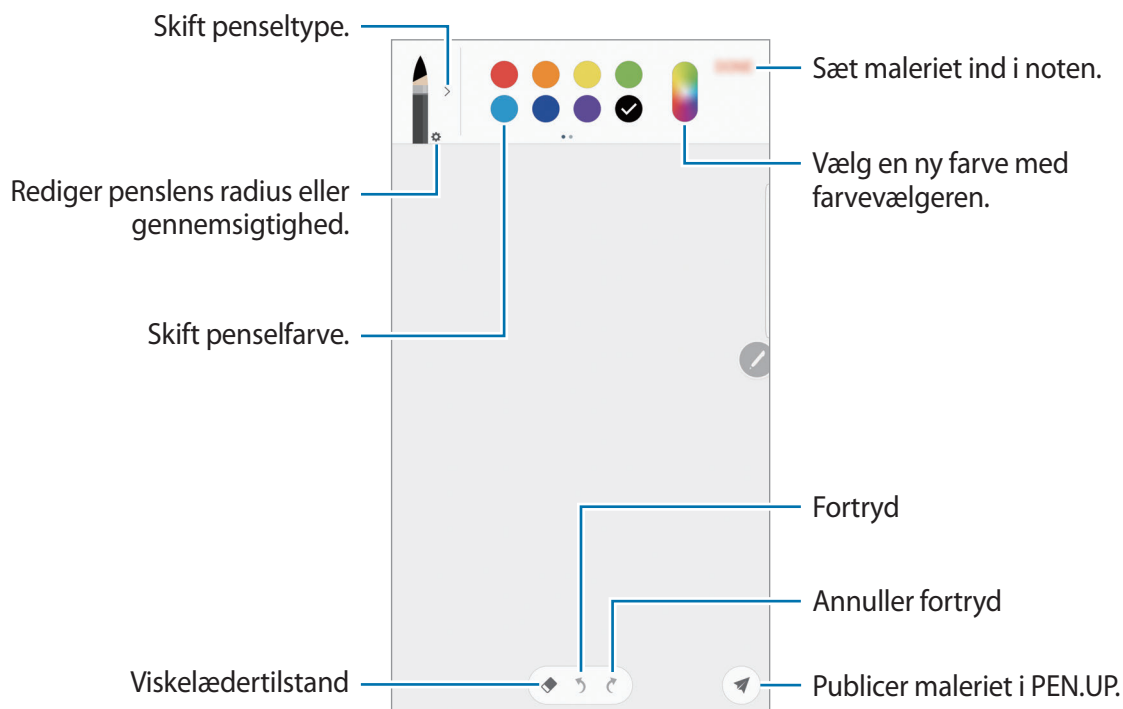 Skift penseltype.
Sæt maleriet ind i noten.
Vælg en ny farve med
farvevælgeren.
Rediger penslens radius eller
gennemsigtighed.
Skift penselfarve.
Fortryd
Annuller fortryd
Viskelædertilstand
Publicer maleriet i PEN.UP.